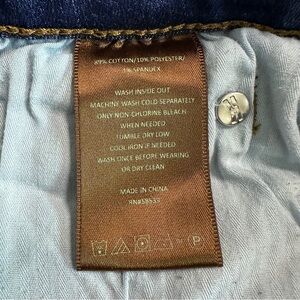 89% COTTON/10% POLYESTER/
1% SPANDEX
WASH INSIDE OUT
MACHINE WASH COLD SEPARATELY
ONLY NON-CHLORINE BLEACH
WHEN NEEDED
TUMBLE DRY LOW
COOL IRON IF NEEDED
WASH ONCE BEFORE WEARING
OR DRY CLEAN
MADE IN CHINA
P